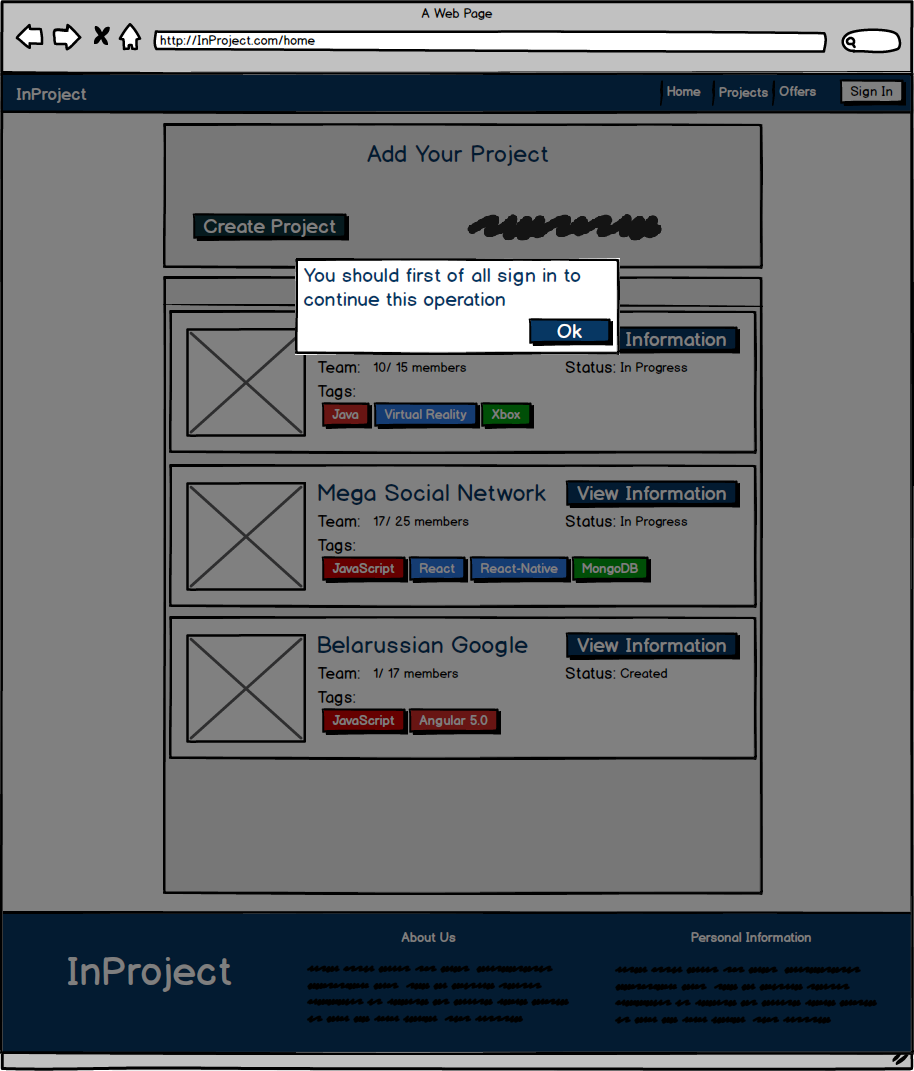 A Web Page
http://InProject.com/home
InProject
Home
Projects
Offers
Sign In
Add Your Project
Create Project
You should first of all sign in to
continue this operation
Ok
Information
Team: 10/ 15 members
Status: In Progress
Tags:
Java
Virtual Reality
Xbox
Mega Social Network
View Information
Team: 17/ 25 members
Status: In Progress
Tags:
JavaScript
React
React-Native
MongoDB
Belarussian Google
View Information
Team: 1/ 17 members
Status: Created
Tags:
JavaScript
Angular 5.0
InProject
About Us
Personal Information